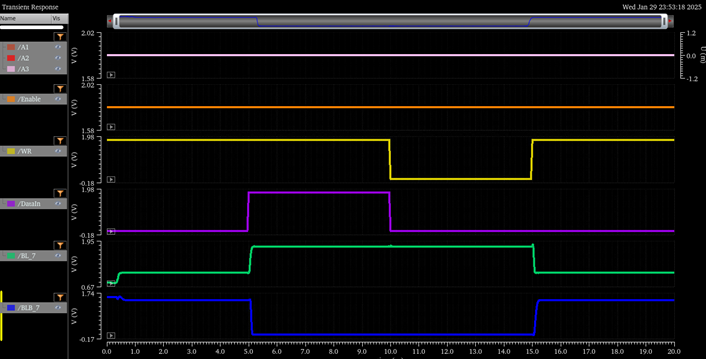 Transient Response
Wed Jan 29 23:53:18 2025
Name Vis
/A1
/A2
/A3
2.02
V (V)
1.58
1.2
0.0
-1.2
/Enable
2.02
V (V)
1.58
/WR
1.98
V (V)
-0.18
1.98
V (V)
-0.18
/BL_7
1.95
V (V)
0.67
/BLB_7
1.74
V (V)
-0.17
0.0 1.0 2.0 3.0 4.0 5.0 6.0 7.0 8.0 9.0 10.0 11.0 12.0 13.0 14.0 15.0 16.0 17.0 18.0 19.0 20.0